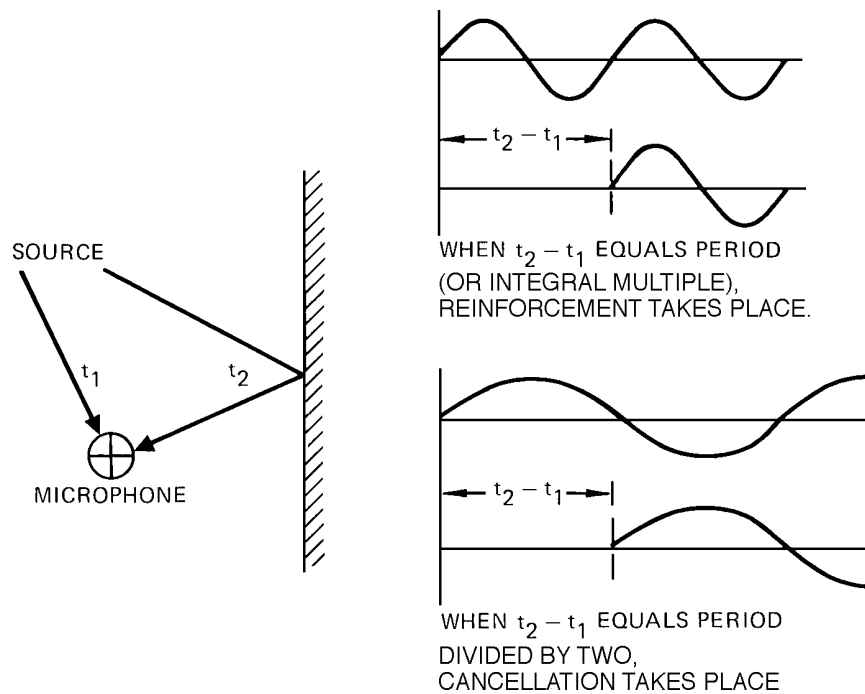 SOURCE
t₁
t₂
MICROPHONE
t₂ – t₁
WHEN t₂ – t₁ EQUALS PERIOD
(OR INTEGRAL MULTIPLE),
REINFORCEMENT TAKES PLACE.
t₂ – t₁
WHEN t₂ – t₁ EQUALS PERIOD
DIVIDED BY TWO,
CANCELLATION TAKES PLACE